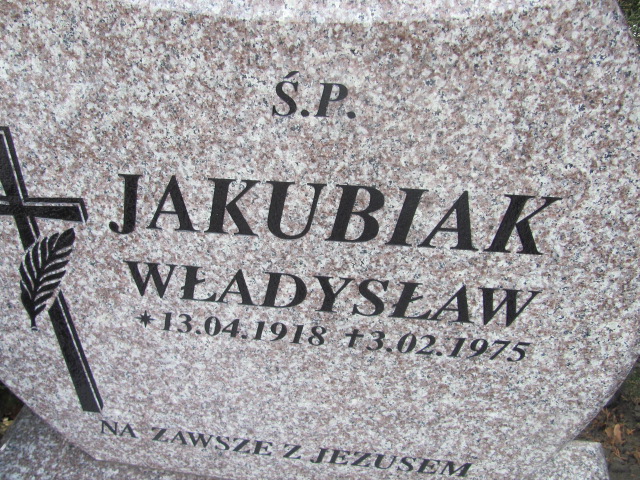 Ś.P.
JAKUBIAK
WŁADYSŁAW
*13.04.1918 †3.02.1975
NA ZAWSZE Z JEZUSEM